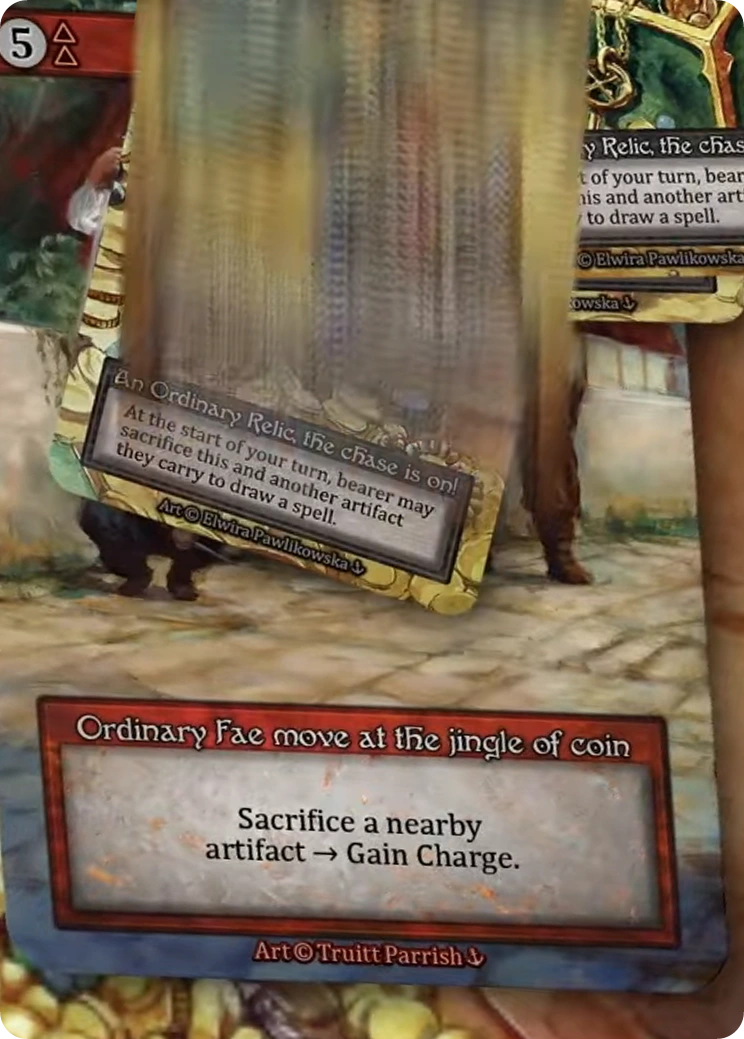 5
y Relic, the chas
t of your turn, bear
his and another art
to draw a spell.
© Elwira Pawlikowska
kowska
An Ordinary Relic, the chase is on!
At the start of your turn, bearer may
sacrifice this and another artifact
they carry to draw a spell.
Art © Elwira Pawlikowska
Ordinary Fae move at the jingle of coin
Sacrifice a nearby
artifact → Gain Charge.
Art © Truitt Parrish